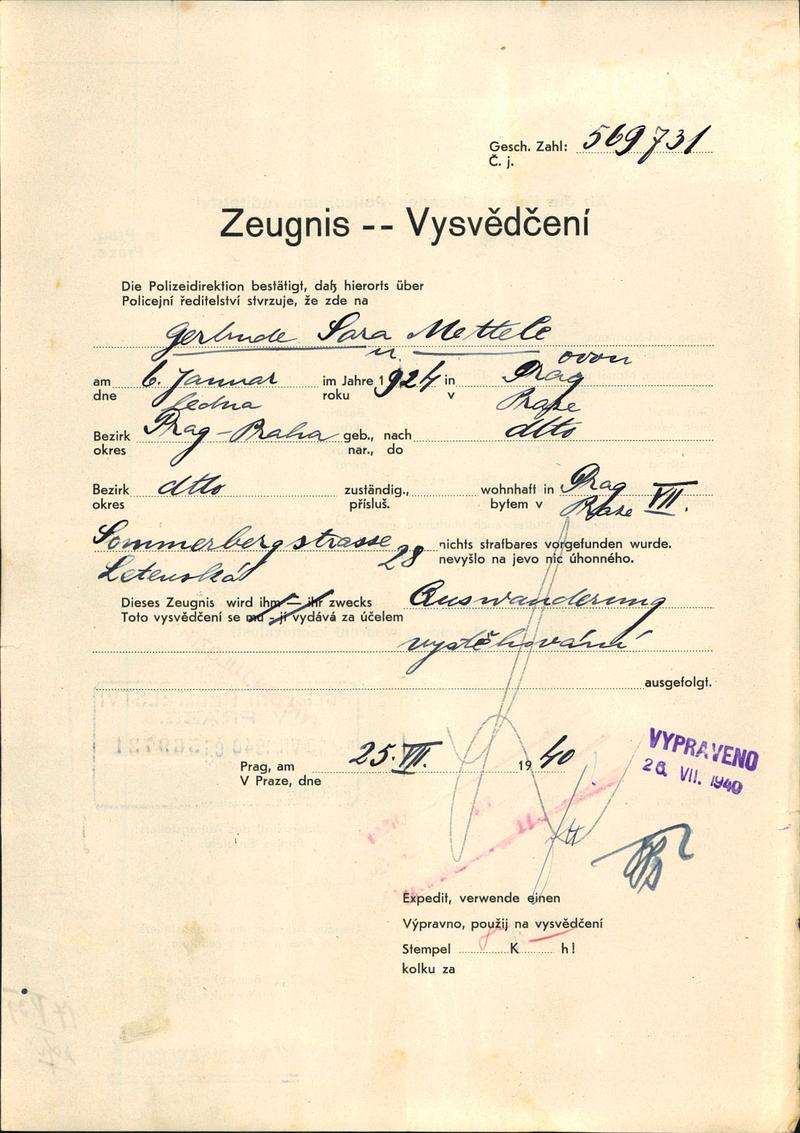 Gesch. Zahl: 569731
Č. j.
Zeugnis -- Vysvědčení
Die Polizeidirektion bestätigt, daß hierorts über
Policejní ředitelství stvrzuje, že zde na
Gertrude Sara Mettele
ovou
am 6. Januar im Jahre 1924 in Prag
dne ledna roku v Praze
Bezirk Prag-Praha geb., nach dtto
okres nar., do
Bezirk dtto zuständig., wohnhaft in Prag VII.
okres přísluš. bytem v Praze
Sommerbergstrasse 28 nichts strafbares vorgefunden wurde.
Letenská nevyšlo na jevo nic úhonného.
Dieses Zeugnis wird ihm — ihr zwecks Auswanderung
Toto vysvědčení se mu - jí vydává za účelem
vystěhování
ausgefolgt.
Prag, am 25. VII. 1940
V Praze, dne
VYPRAVENO
26. VII. 1940
Expedit, verwende einen
Výpravno, použij na vysvědčení
Stempel K h!
kolku za